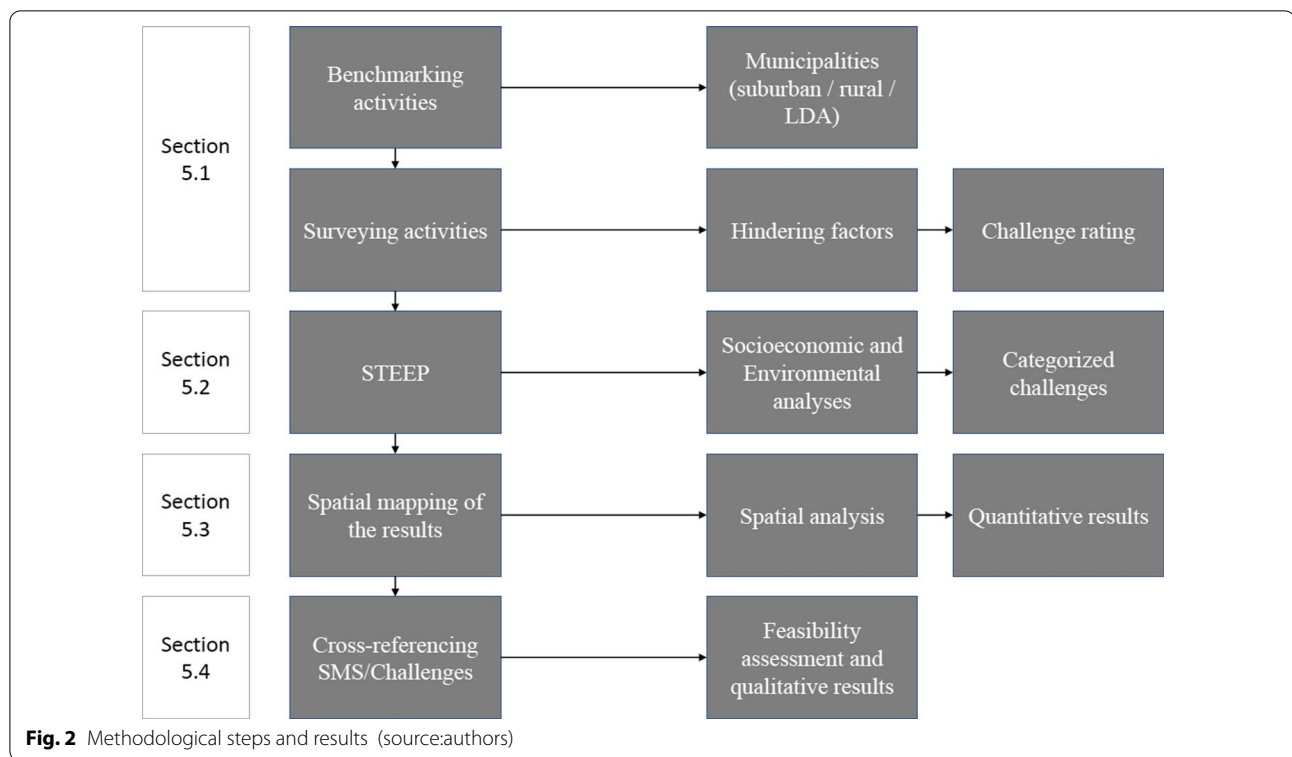 Section
5.1
Benchmarking
activities
Municipalities
(suburban / rural /
LDA)
Surveying activities
Hindering factors
Challenge rating
Section
5.2
STEEP
Socioeconomic and
Environmental
analyses
Categorized
challenges
Section
5.3
Spatial mapping of
the results
Spatial analysis
Quantitative results
Section
5.4
Cross-referencing
SMS/Challenges
Feasibility
assessment and
qualitative results
Fig. 2 Methodological steps and results (source:authors)